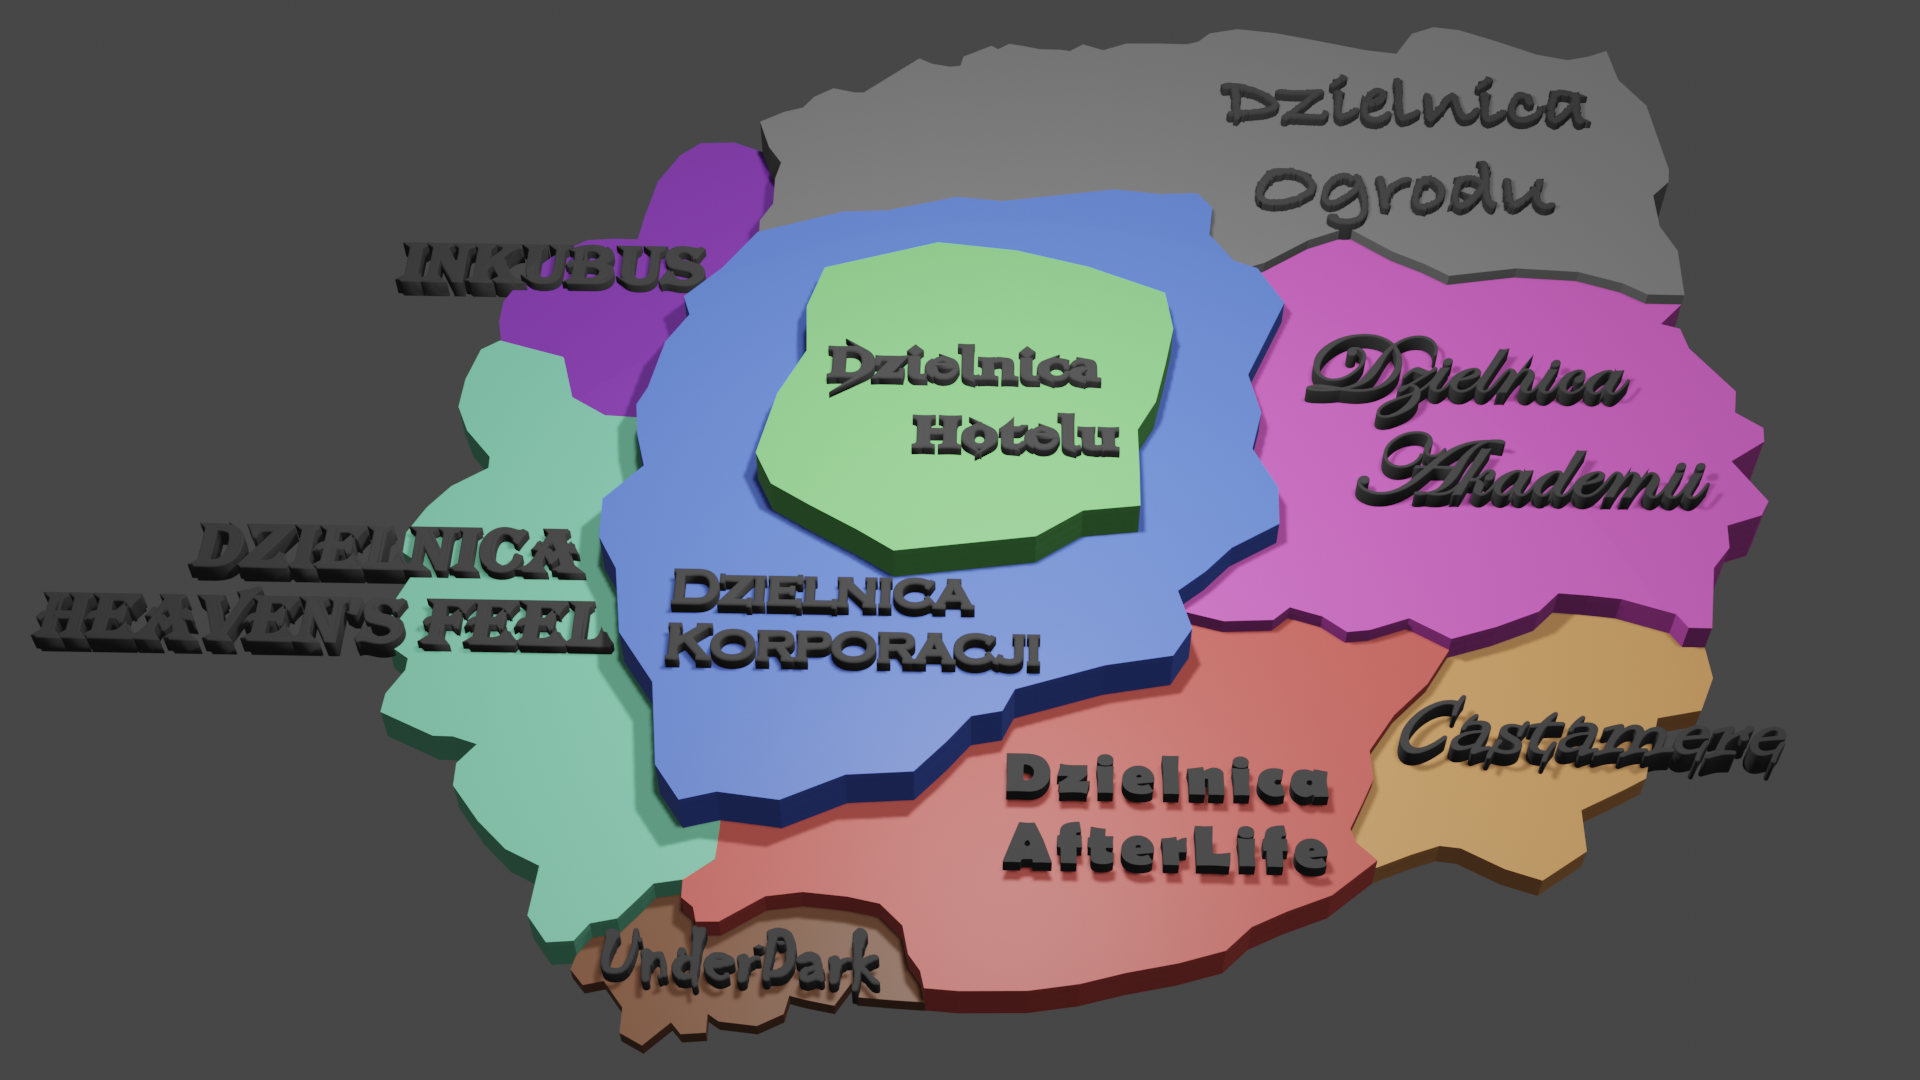 Dzielnica
Ogrodu
INKUBUS
Dzielnica
Hotelu
Dzielnica
Akademii
DZIELNICA
HEAVEN'S FEEL
DZIELNICA
KORPORACJI
Castamere
Dzielnica
AfterLife
UnderDark